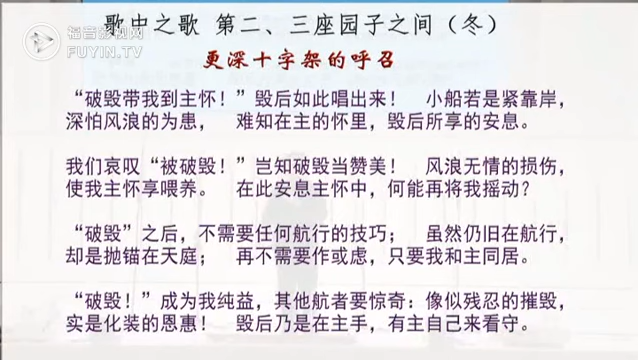 歌中之歌 第二、三座园子之间（冬）
福音影视网
FUYIN.TV
更深十字架的呼召
“破毁带我到主怀！”毁后如此唱出来！ 小船若是紧靠岸，
深怕风浪的为患， 难知在主的怀里，毁后所享的安息。
我们哀叹“被破毁！”岂知破毁当赞美！ 风浪无情的损伤，
使我主怀享喂养。 在此安息主怀中，何能再将我摇动？
“破毁”之后，不需要任何航行的技巧； 虽然仍旧在航行，
却是抛锚在天庭； 再不需要作或虑，只要我和主同居。
“破毁！”成为我纯益，其他航者要惊奇：像似残忍的摧毁，
实是化装的恩惠！ 毁后乃是在主手，有主自己来看守。